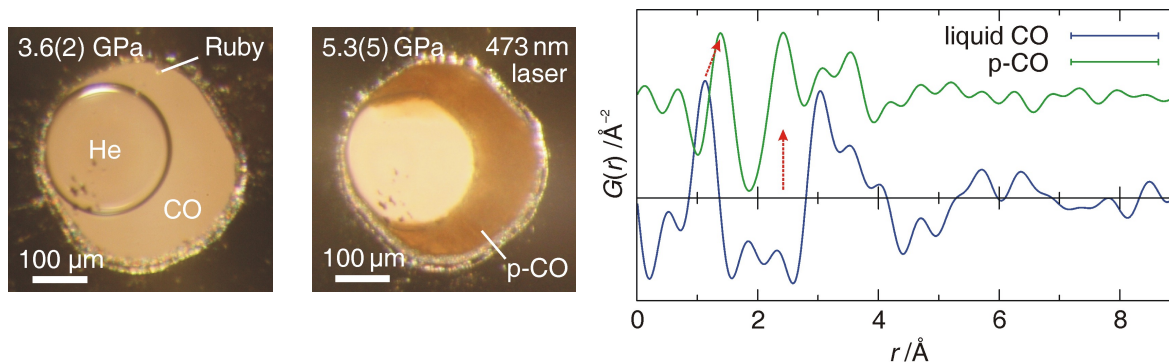 3.6(2) GPa
Ruby
He
CO
100 µm
5.3(5) GPa
473 nm
laser
100 µm
p-CO
liquid CO
p-CO
G(r) /Å⁻²
0
2
4
6
8
r /Å